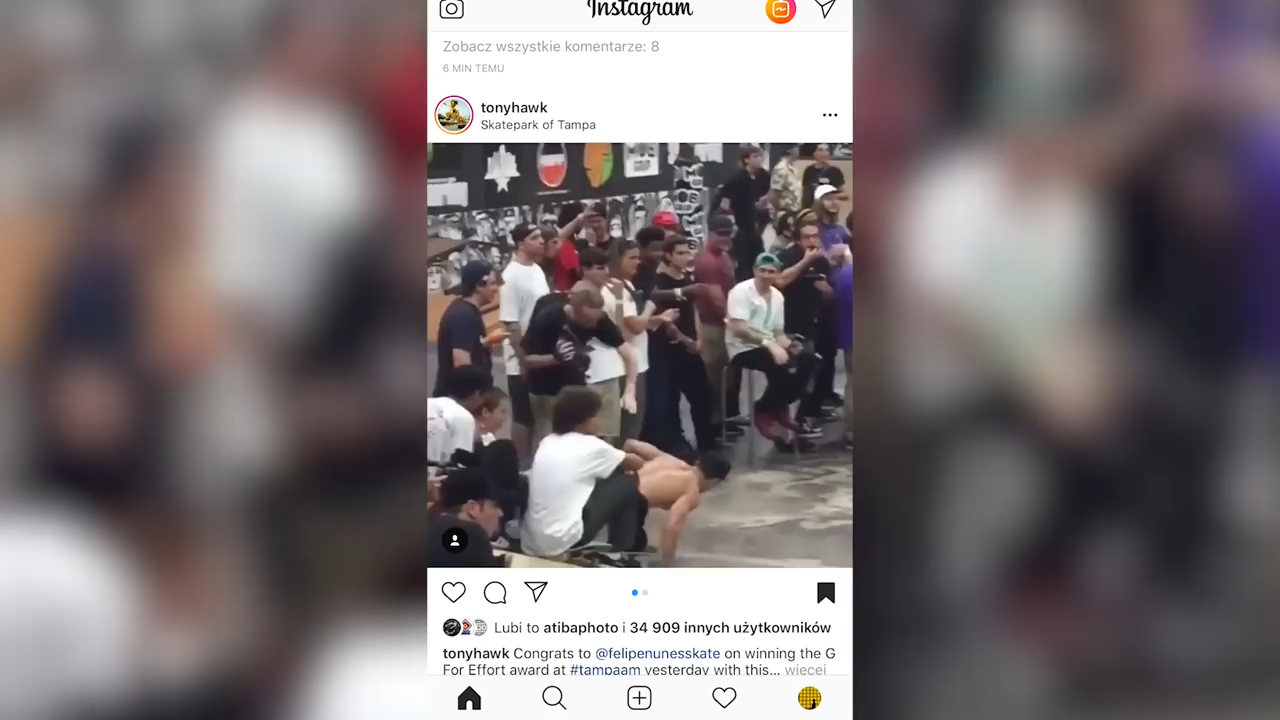 Instagram
Zobacz wszystkie komentarze: 8
6 MIN TEMU
tonyhawk
Skatepark of Tampa
GROUP
Lubi to atibaphoto i 34 909 innych użytkowników
tonyhawk Congrats to @felipenunesskate on winning the G
For Effort award at #tampaam yesterday with this... więcej